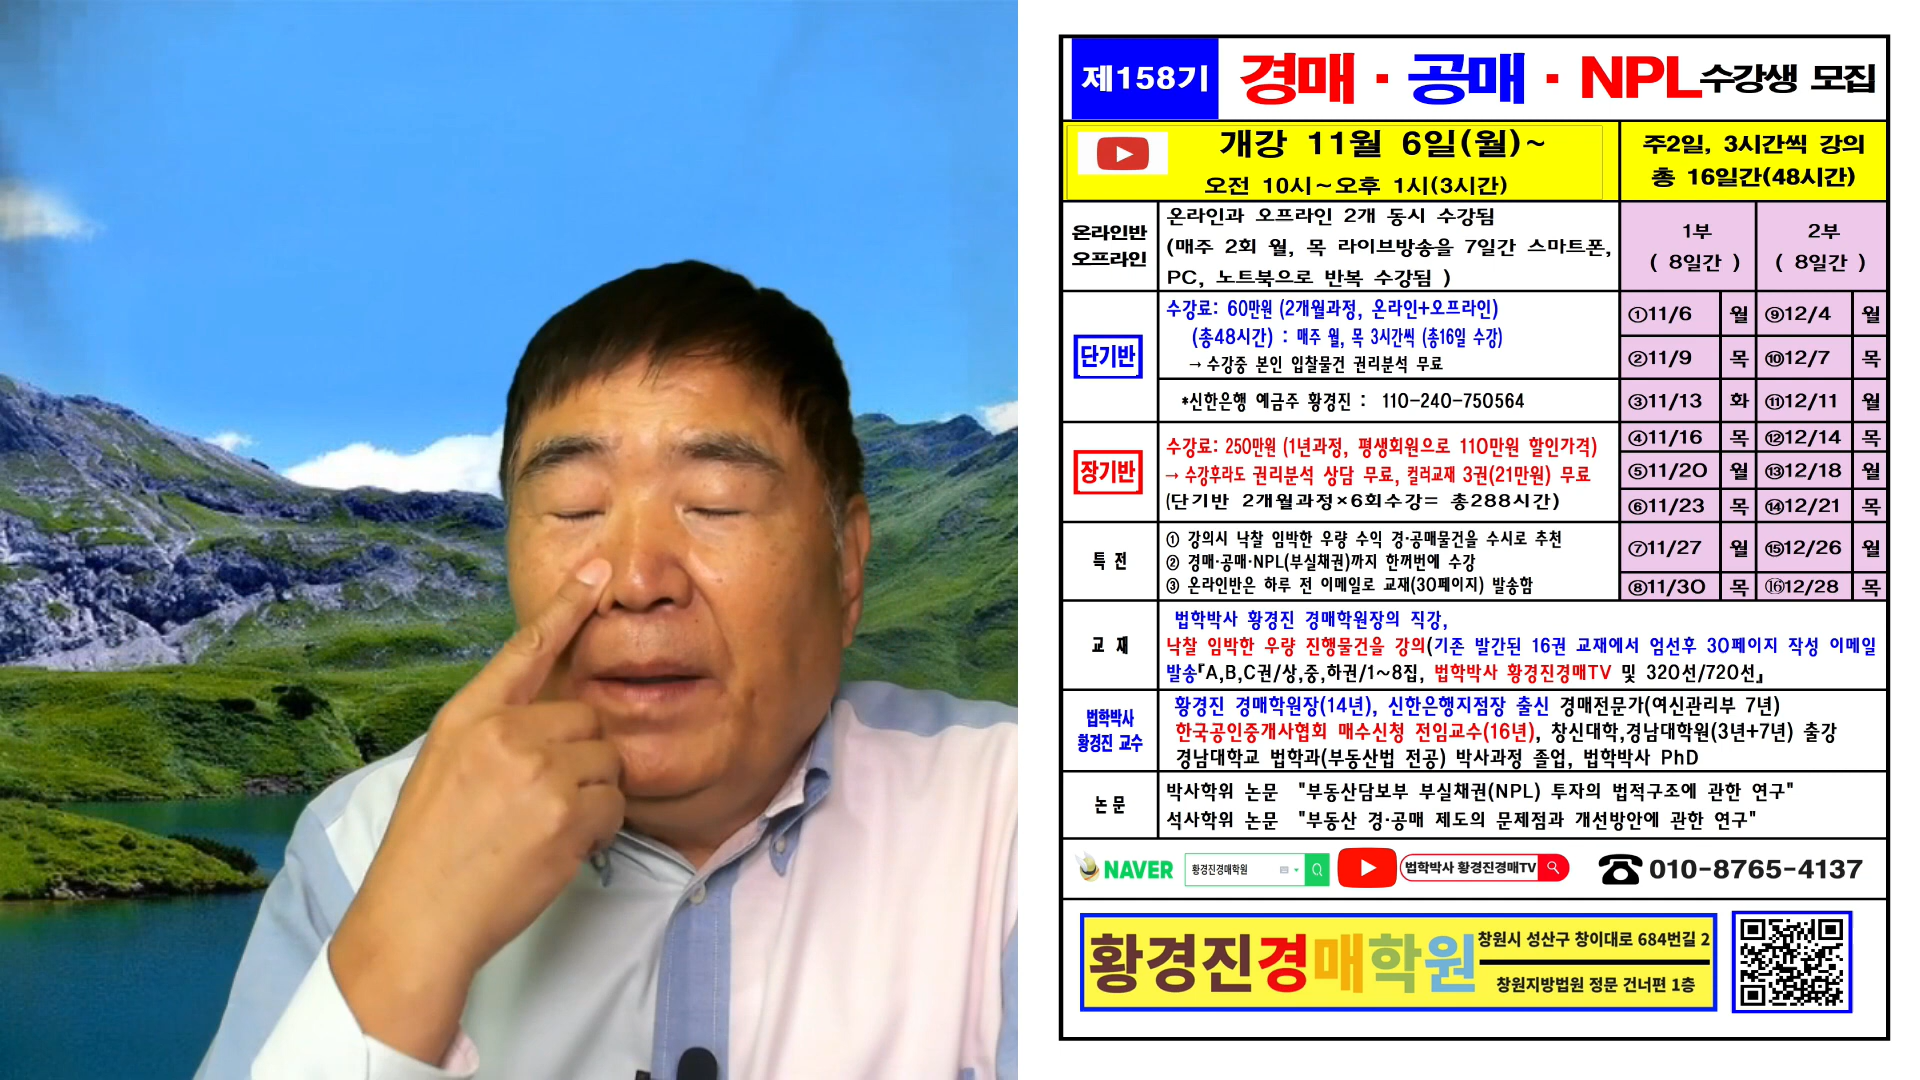 제158기 경매 · 공매 · NPL수강생 모집
개강 11월 6일(월)~
오전 10시~오후 1시(3시간)
주2일, 3시간씩 강의
총 16일간(48시간)
온라인반
오프라인
온라인과 오프라인 2개 동시 수강됨
(매주 2회 월, 목 라이브방송을 7일간 스마트폰,
PC, 노트북으로 반복 수강됨 )
1부
( 8일간 )
2부
( 8일간 )
단기반
수강료: 60만원 (2개월과정, 온라인+오프라인)
(총48시간) : 매주 월, 목 3시간씩 (총16일 수강)
→ 수강중 본인 입찰물건 권리분석 무료
*신한은행 예금주 황경진 : 110-240-750564
①11/6 월 ⑨12/4 월
②11/9 목 ⑩12/7 목
③11/13 화 ⑪12/11 월
장기반
수강료: 250만원 (1년과정, 평생회원으로 110만원 할인가격)
→ 수강후라도 권리분석 상담 무료, 컬러교재 3권(21만원) 무료
(단기반 2개월과정×6회수강= 총288시간)
④11/16 목 ⑫12/14 목
⑤11/20 월 ⑬12/18 월
⑥11/23 목 ⑭12/21 목
특 전
① 강의시 낙찰 임박한 우량 수익 경·공매물건을 수시로 추천
② 경매·공매·NPL(부실채권)까지 한꺼번에 수강
③ 온라인반은 하루 전 이메일로 교재(30페이지) 발송함
⑦11/27 월 ⑮12/26 월
⑧11/30 목 ⑯12/28 목
교 재
법학박사 황경진 경매학원장의 직강,
낙찰 임박한 우량 진행물건을 강의(기존 발간된 16권 교재에서 엄선후 30페이지 작성 이메일
발송『A,B,C권/상,중,하권/1~8집, 법학박사 황경진경매TV 및 320선/720선』
법학박사
황경진 교수
황경진 경매학원장(14년), 신한은행지점장 출신 경매전문가(여신관리부 7년)
한국공인중개사협회 매수신청 전임교수(16년), 창신대학,경남대학원(3년+7년) 출강
경남대학교 법학과(부동산법 전공) 박사과정 졸업, 법학박사 PhD
논 문
박사학위 논문 "부동산담보부 부실채권(NPL) 투자의 법적구조에 관한 연구"
석사학위 논문 "부동산 경·공매 제도의 문제점과 개선방안에 관한 연구"
NAVER 황경진경매학원 법학박사 황경진경매TV 010-8765-4137
황경진경매학원
창원시 성산구 창이대로 684번길 2
창원지방법원 정문 건너편 1층